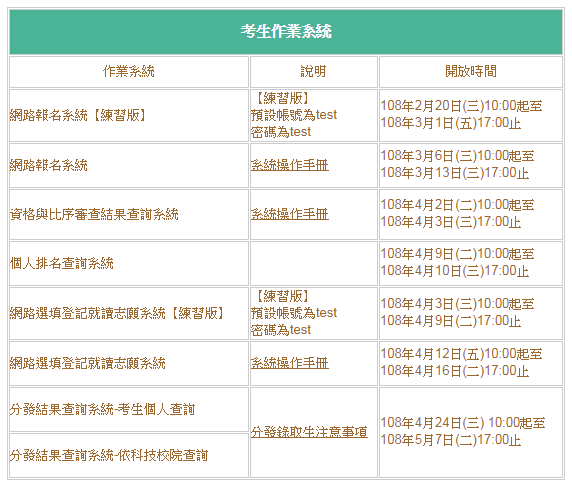 考生作業系統
作業系統
說明
開放時間
網路報名系統【練習版】
【練習版】
預設帳號為test
密碼為test
108年2月20日(三)10:00起至
108年3月1日(五)17:00止
網路報名系統
系統操作手冊
108年3月6日(三)10:00起至
108年3月13日(三)17:00止
資格與比序審查結果查詢系統
系統操作手冊
108年4月2日(二)10:00起至
108年4月3日(三)17:00止
個人排名查詢系統
108年4月9日(二)10:00起至
108年4月10日(三)17:00止
網路選填登記就讀志願系統【練習版】
【練習版】
預設帳號為test
密碼為test
108年4月3日(三)10:00起至
108年4月9日(二)17:00止
網路選填登記就讀志願系統
系統操作手冊
108年4月12日(五)10:00起至
108年4月16日(二)17:00止
分發結果查詢系統-考生個人查詢
分發錄取生注意事項
108年4月24日(三) 10:00起至
108年5月7日(二)17:00止
分發結果查詢系統-依科技校院查詢